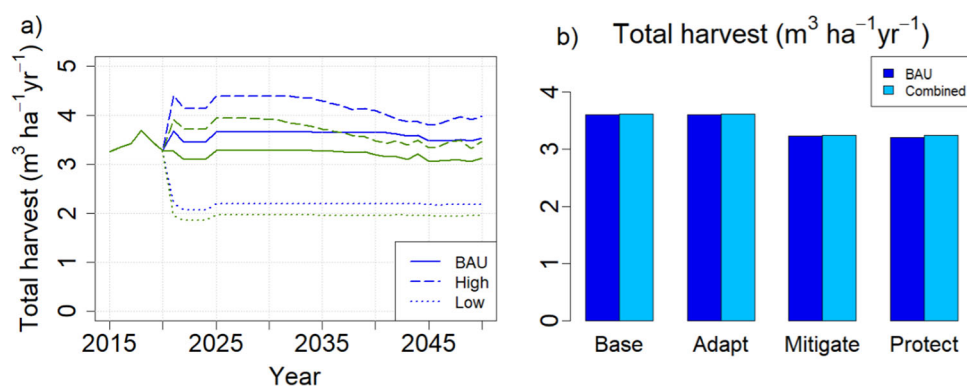 a)
Total harvest (m³ ha⁻¹yr⁻¹)
5
4
3
2
1
0
BAU
High
Low
2015 2025 2035 2045
Year
b) Total harvest (m³ ha⁻¹yr⁻¹)
BAU
Combined
4
3
2
1
0
Base Adapt Mitigate Protect